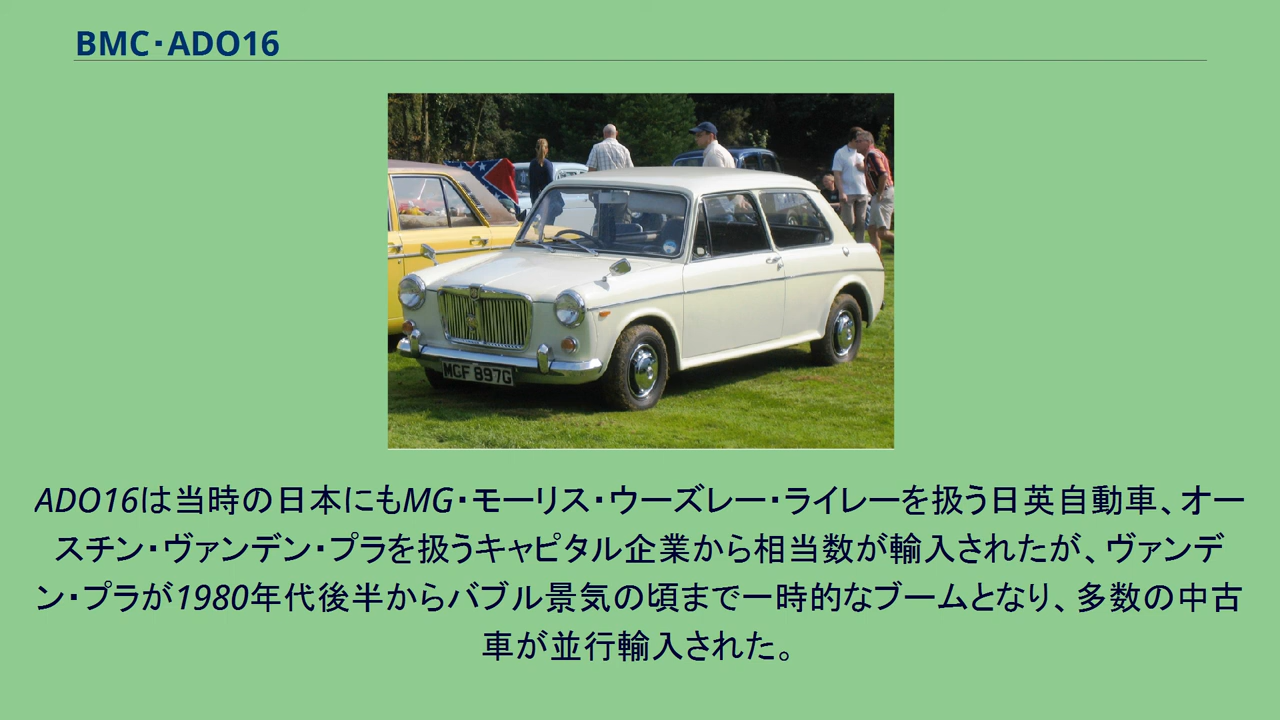 BMC・ADO16
MGF 897G
ADO16は当時の日本にもMG・モーリス・ウーズレー・ライレーを扱う日英自動車、オー
スチン・ヴァンデン・プラを扱うキャピタル企業から相当数が輸入されたが、ヴァンデ
ン・プラが1980年代後半からバブル景気の頃まで一時的なブームとなり、多数の中古
車が並行輸入された。